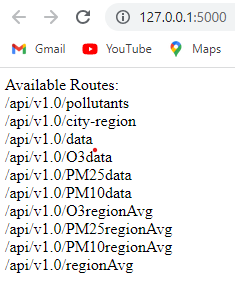 127.0.0.1:5000
Gmail YouTube Maps
Available Routes:
/api/v1.0/pollutants
/api/v1.0/city-region
/api/v1.0/data
/api/v1.0/O3data
/api/v1.0/PM25data
/api/v1.0/PM10data
/api/v1.0/O3regionAvg
/api/v1.0/PM25regionAvg
/api/v1.0/PM10regionAvg
/api/v1.0/regionAvg